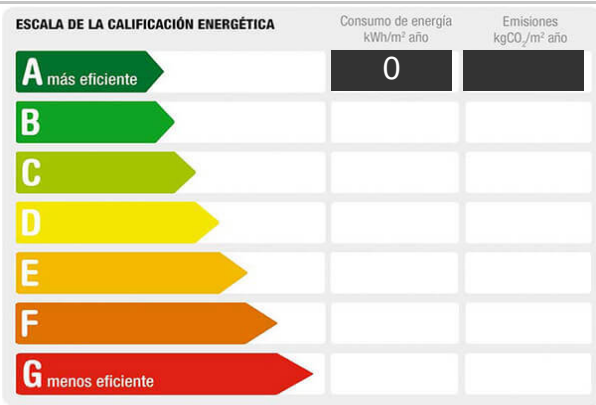 ESCALA DE LA CALIFICACIÓN ENERGÉTICA
Consumo de energía
kWh/m² año
Emisiones
kgCO₂/m² año
A más eficiente
0
B
C
D
E
F
G menos eficiente